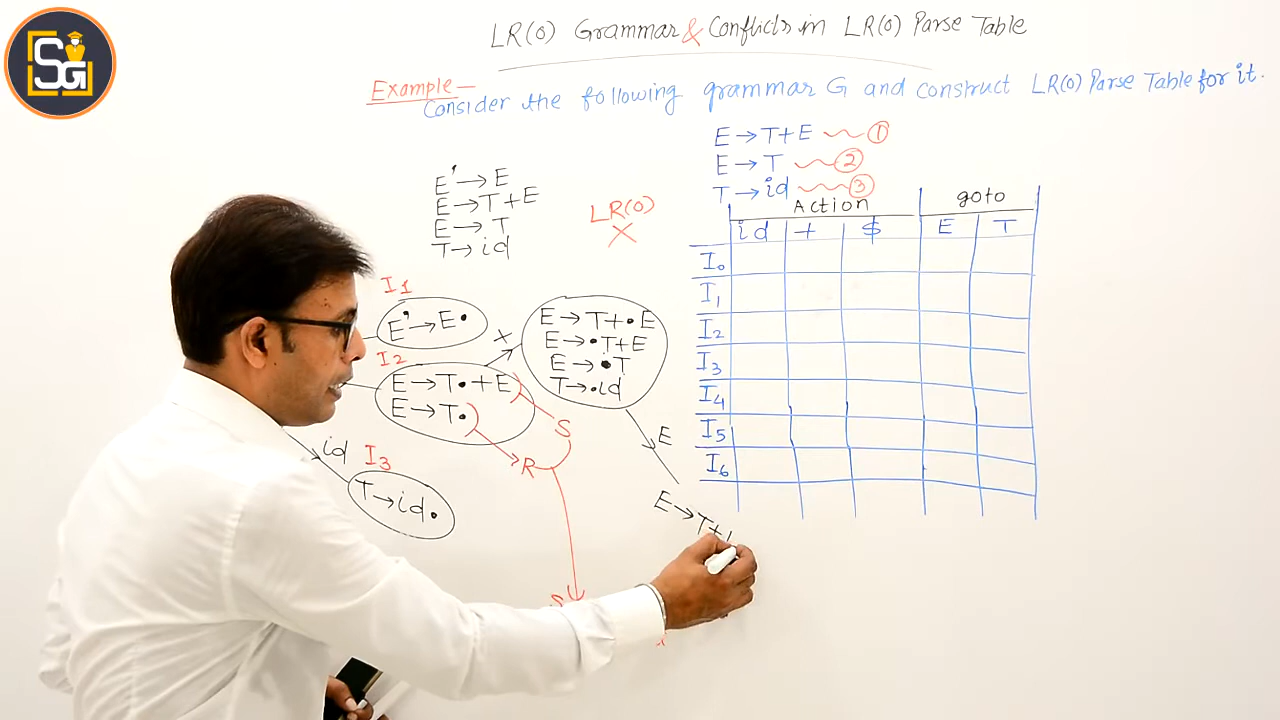 SG
LR(0) Grammar & Conflicts in LR(0) Parse Table
Example —
Consider the following grammar G and construct LR(0) Parse Table for it.
E → T+E 1
E → T 2
T → id 3
E' → E
E → T+E
E → T
T → id
LR(0)
X
Action goto
id + $ E T
I0
I1
I2
I3
I4
I5
I6
I1
E' → E•
I2
E → T• + E
E → T•
+
E → T+•E
E → •T+E
E → •T
T → •id
S
R
E
id I3
T → id•
E → T+
S